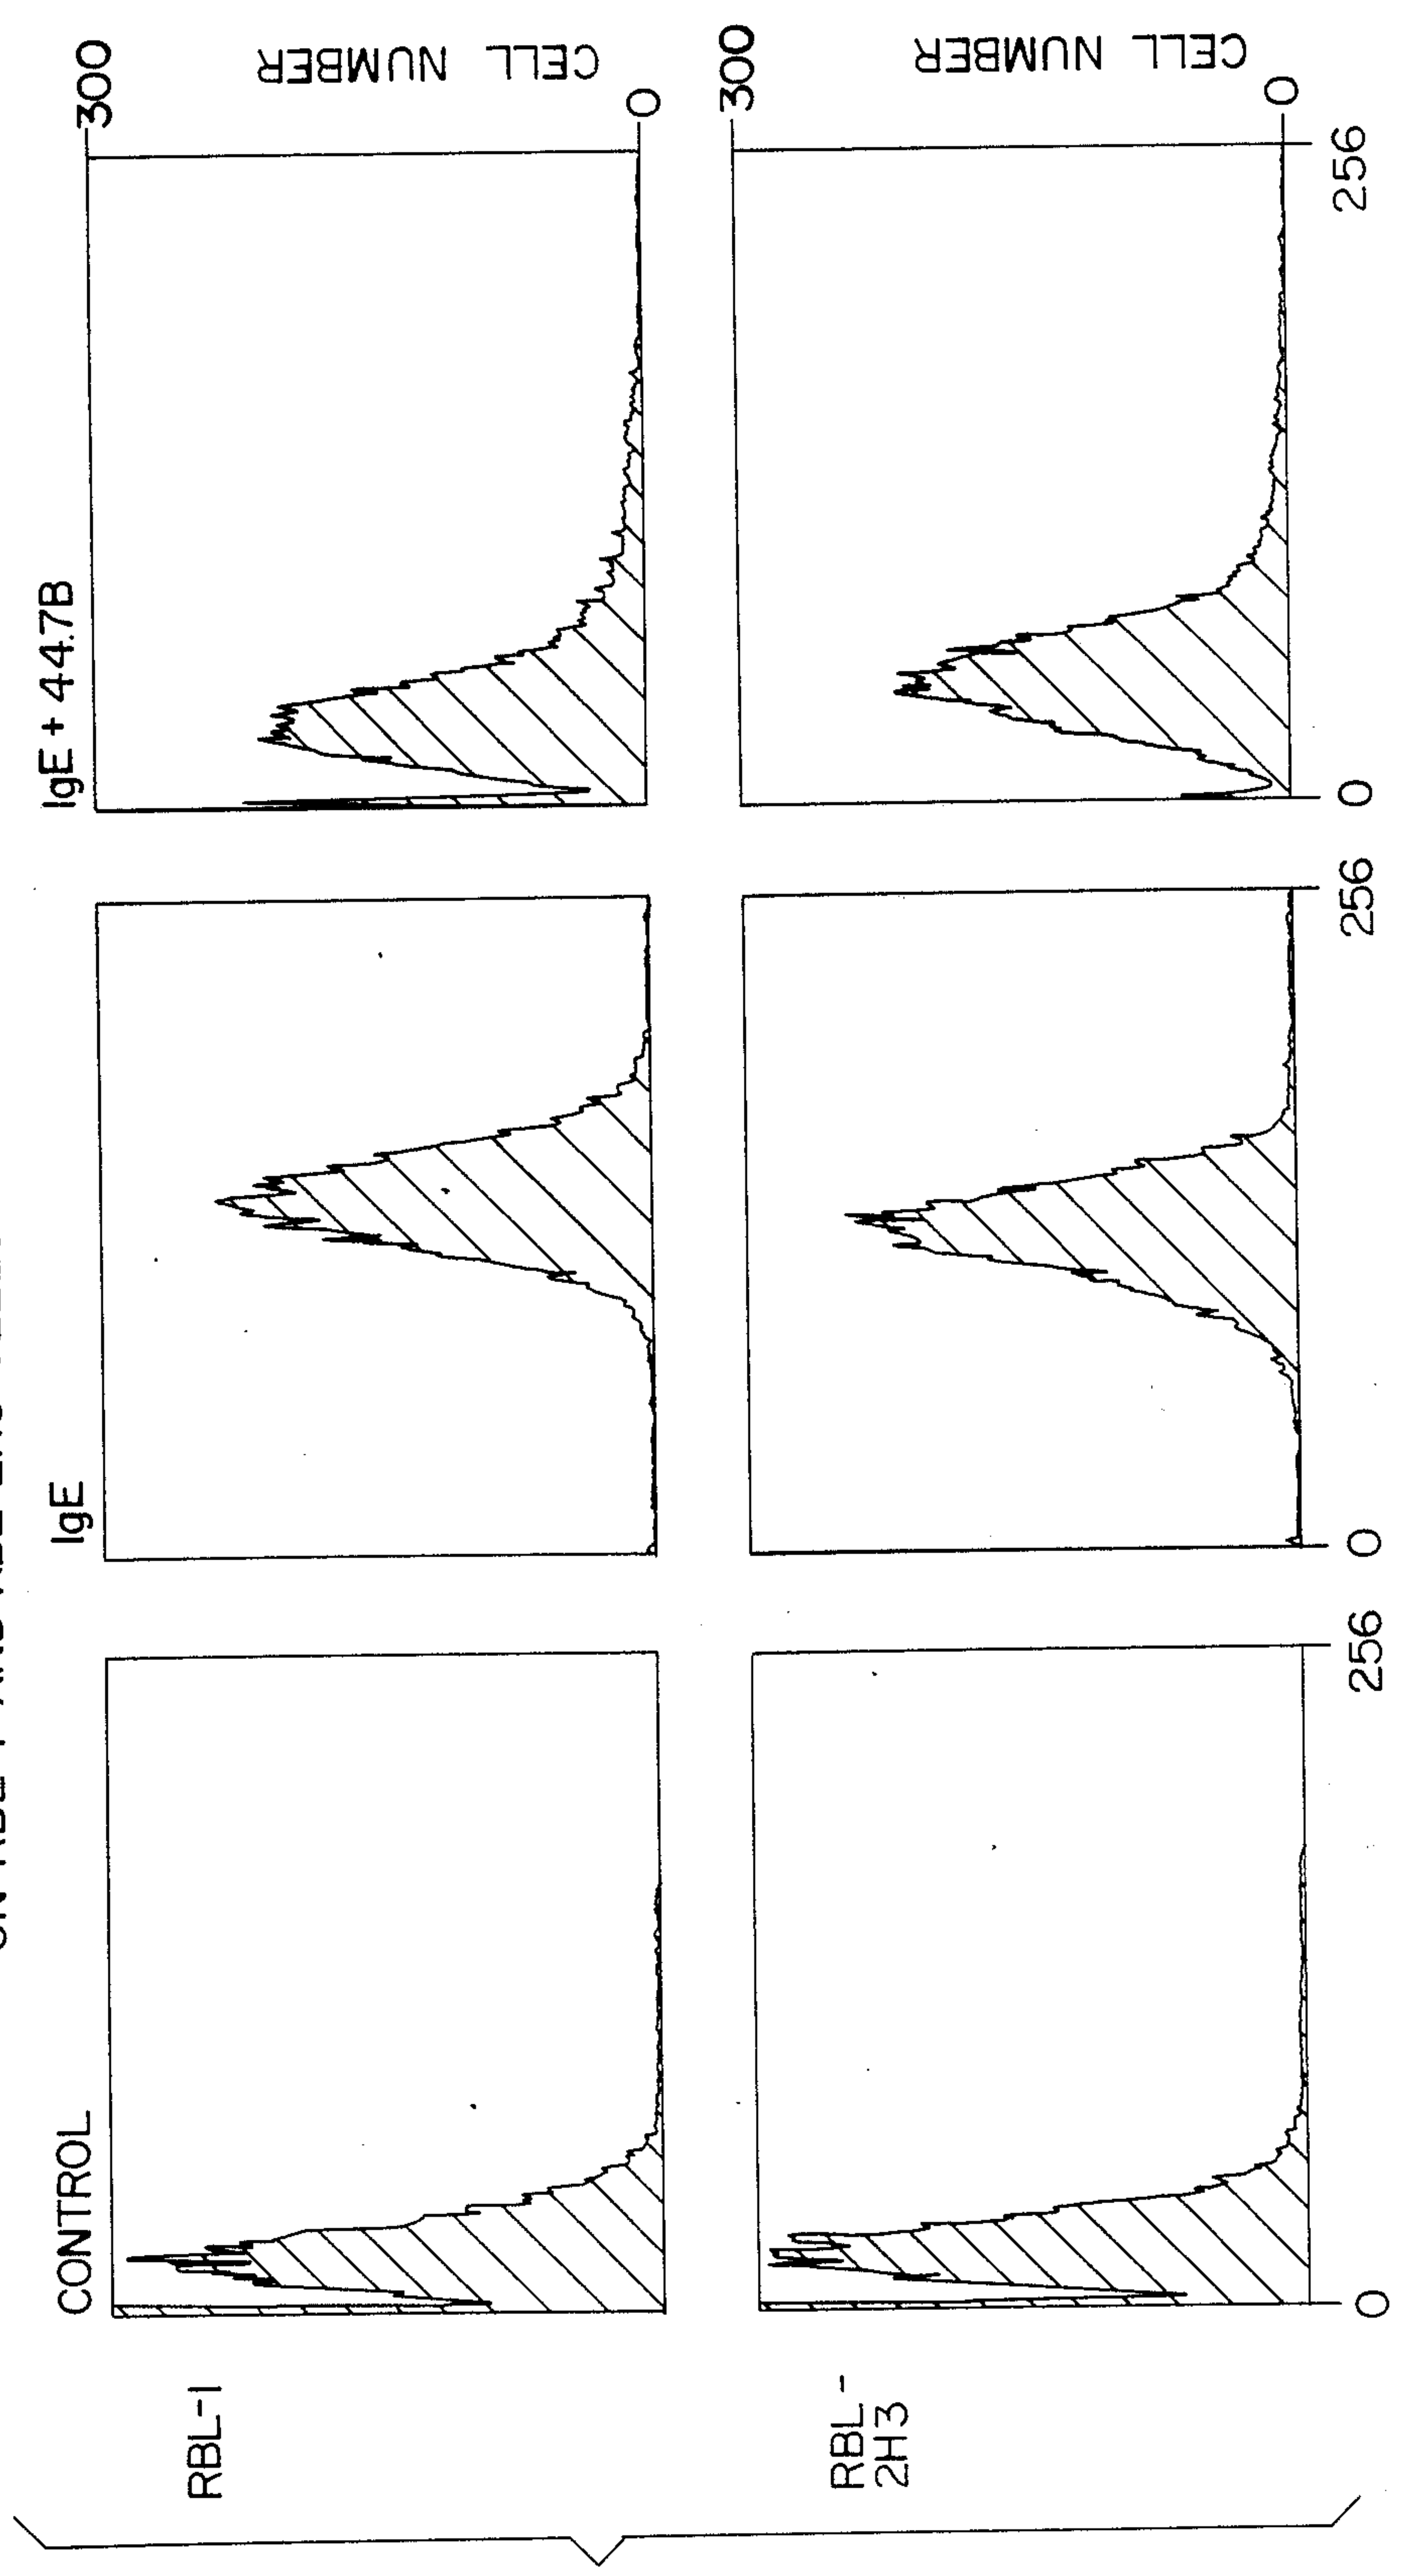 CONTROL
IgE
IgE + 44.7B
RBL-1
300
CELL NUMBER
0
RBL-
2H3
300
CELL NUMBER
0
0
256
0
256
0
256